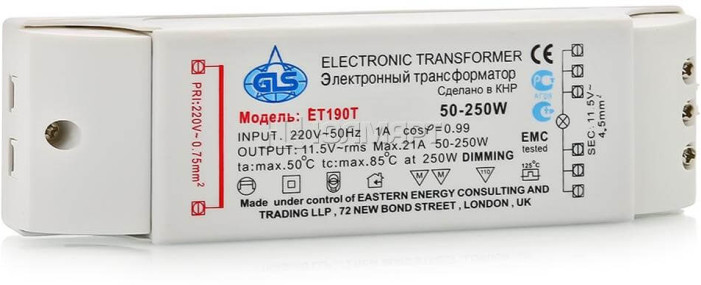 PRI:220V~ 0.75mm²
GLS
ELECTRONIC TRANSFORMER
Электронный трансформатор
Сделано в КНР
Модель: ET190T 50-250W
INPUT: 220V~50Hz 1A cosφ=0.99
OUTPUT: 11.5V~rms Max.21A 50-250W
ta:max.50°C tc:max.85°C at 250W DIMMING
EMC
tested
M M 110 125°C
Made under control of EASTERN ENERGY CONSULTING AND
TRADING LLP , 72 NEW BOND STREET , LONDON , UK
CE
SEC:11.5V~
4.5mm²